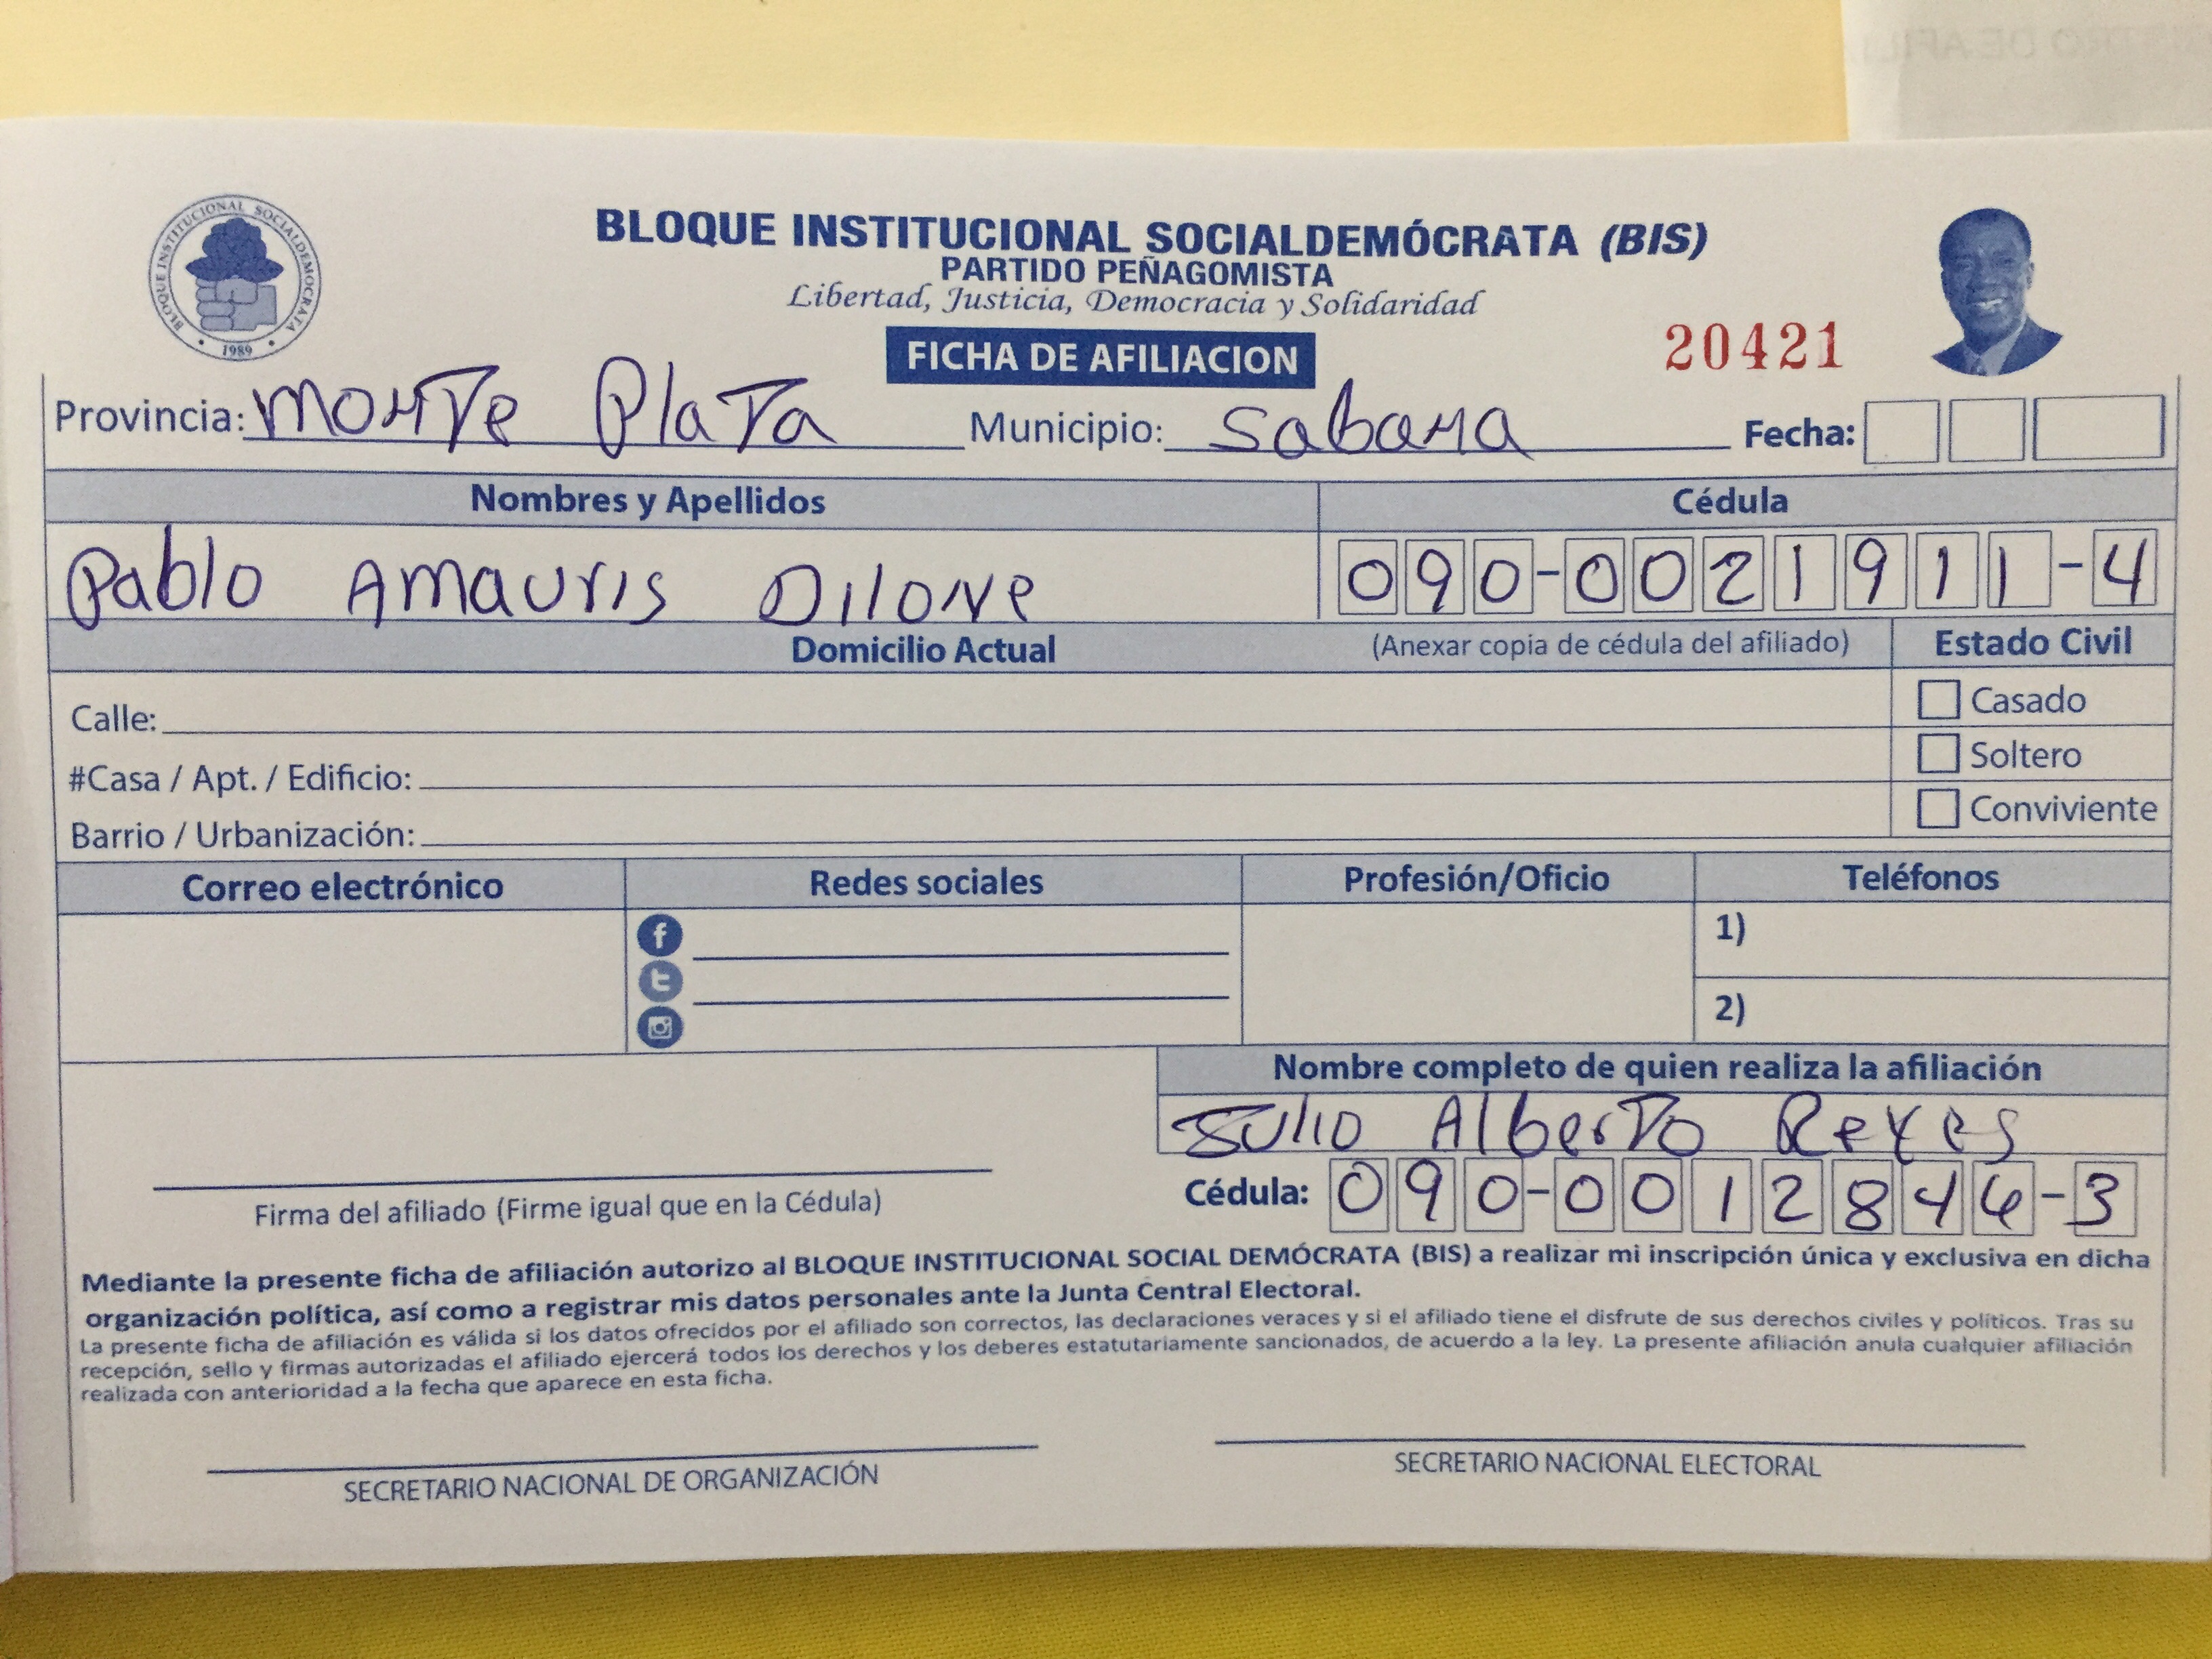 BLOQUE INSTITUCIONAL SOCIALDEMOCRATA
1989
BLOQUE INSTITUCIONAL SOCIALDEMÓCRATA (BIS)
PARTIDO PEÑAGOMISTA
Libertad, Justicia, Democracia y Solidaridad
FICHA DE AFILIACION
20421
Provincia: Monte Plata Municipio: Sabana Fecha:
Nombres y Apellidos Cédula
Pablo Amauris Dilone 090-0021911-4
Domicilio Actual (Anexar copia de cédula del afiliado) Estado Civil
Calle: Casado
#Casa / Apt. / Edificio: Soltero
Barrio / Urbanización: Conviviente
Correo electrónico Redes sociales Profesión/Oficio Teléfonos
1)
2)
Nombre completo de quien realiza la afiliación
Julio Alberto Reyes
Cédula: 090-0012846-3
Firma del afiliado (Firme igual que en la Cédula)
Mediante la presente ficha de afiliación autorizo al BLOQUE INSTITUCIONAL SOCIAL DEMÓCRATA (BIS) a realizar mi inscripción única y exclusiva en dicha
organización política, así como a registrar mis datos personales ante la Junta Central Electoral.
La presente ficha de afiliación es válida si los datos ofrecidos por el afiliado son correctos, las declaraciones veraces y si el afiliado tiene el disfrute de sus derechos civiles y políticos. Tras su
recepción, sello y firmas autorizadas el afiliado ejercerá todos los derechos y los deberes estatutariamente sancionados, de acuerdo a la ley. La presente afiliación anula cualquier afiliación
realizada con anterioridad a la fecha que aparece en esta ficha.
SECRETARIO NACIONAL DE ORGANIZACIÓN SECRETARIO NACIONAL ELECTORAL